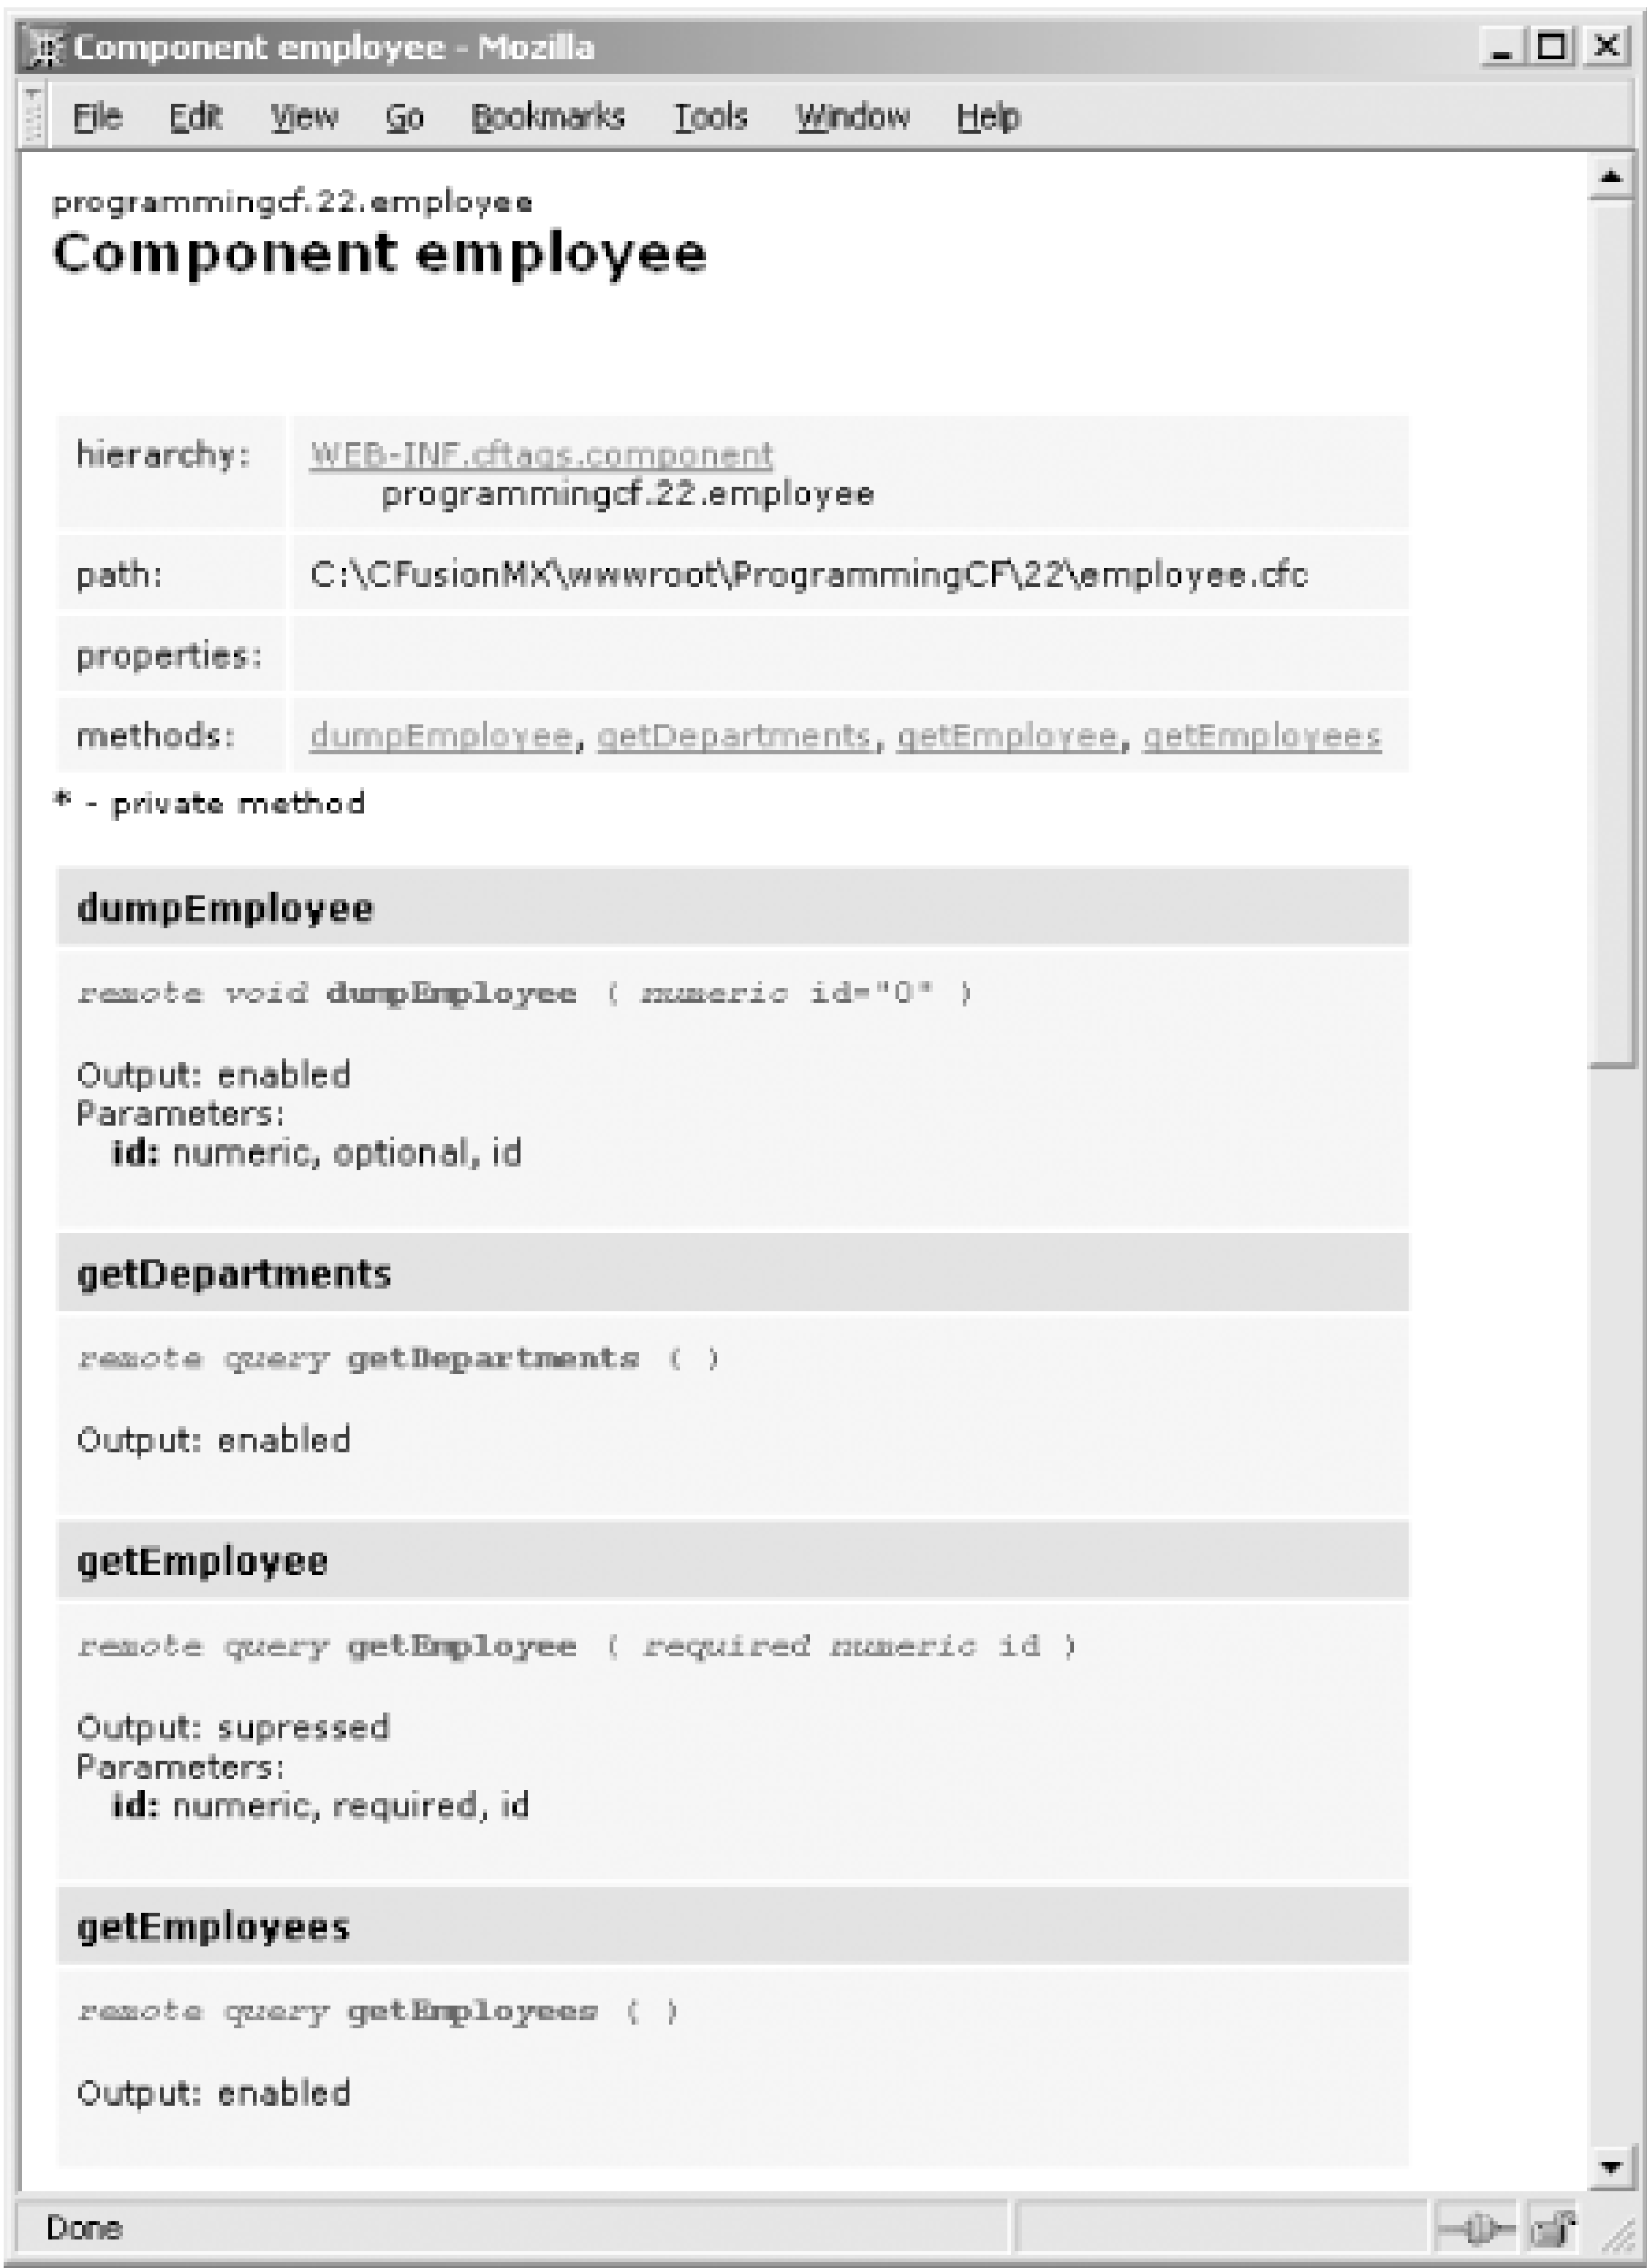 Component employee - Mozilla
File Edit View Go Bookmarks Tools Window Help
programmingcf.22.employee
Component employee
hierarchy: WEB-INF.cftags.component
programmingcf.22.employee
path: C:\CFusionMX\wwwroot\ProgrammingCF\22\employee.cfc
properties:
methods: dumpEmployee, getDepartments, getEmployee, getEmployees
* - private method
dumpEmployee
remote void dumpEmployee ( numeric id="0" )
Output: enabled
Parameters:
id: numeric, optional, id
getDepartments
remote query getDepartments ( )
Output: enabled
getEmployee
remote query getEmployee ( required numeric id )
Output: supressed
Parameters:
id: numeric, required, id
getEmployees
remote query getEmployees ( )
Output: enabled
Done